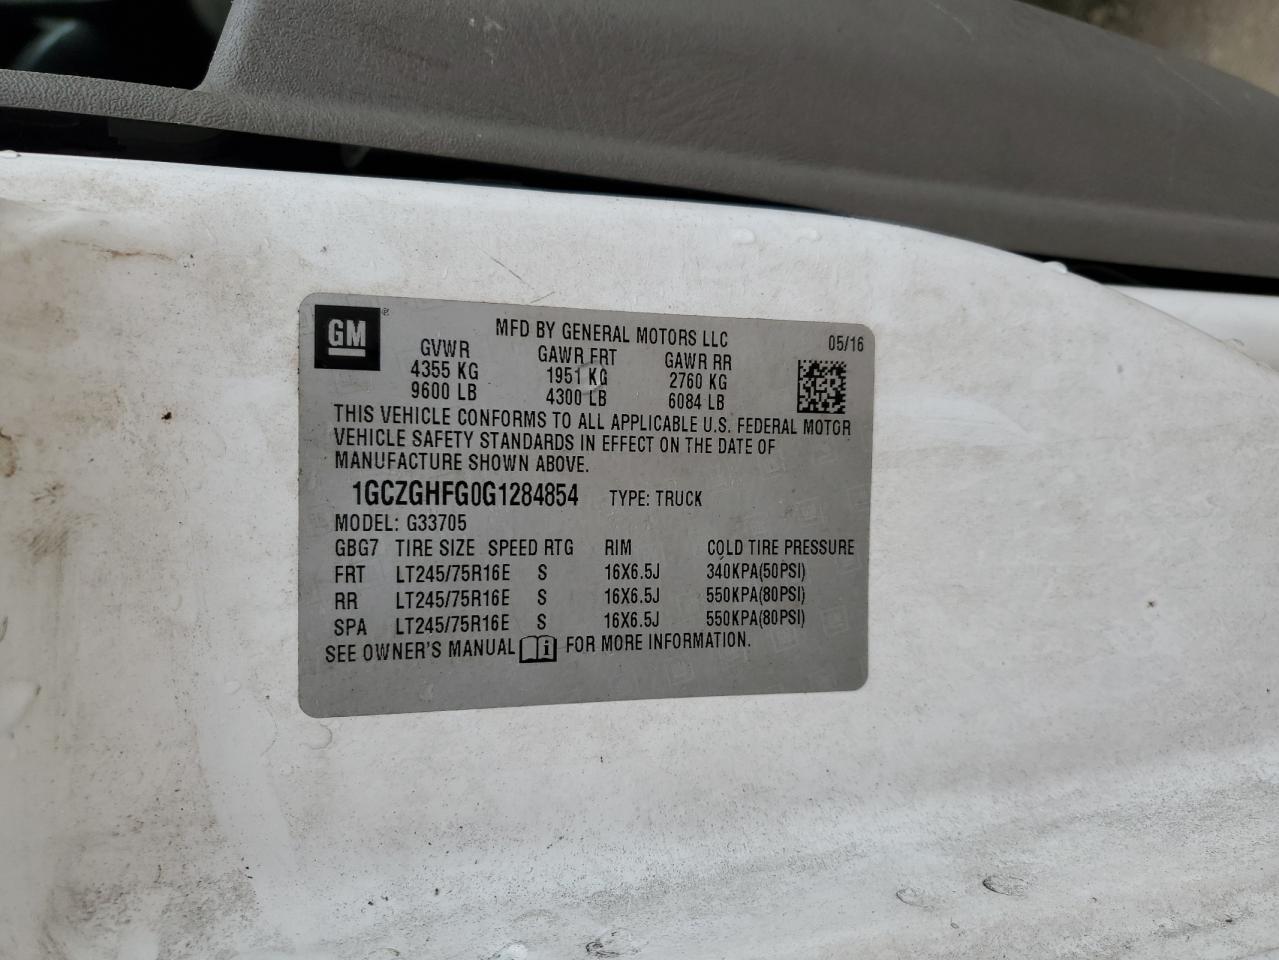 GM®
MFD BY GENERAL MOTORS LLC 05/16
GVWR GAWR FRT GAWR RR
4355 KG 1951 KG 2760 KG
9600 LB 4300 LB 6084 LB
THIS VEHICLE CONFORMS TO ALL APPLICABLE U.S. FEDERAL MOTOR
VEHICLE SAFETY STANDARDS IN EFFECT ON THE DATE OF
MANUFACTURE SHOWN ABOVE.
1GCZGHFG0G1284854 TYPE: TRUCK
MODEL: G33705
GBG7 TIRE SIZE SPEED RTG RIM COLD TIRE PRESSURE
FRT LT245/75R16E S 16X6.5J 340KPA(50PSI)
RR LT245/75R16E S 16X6.5J 550KPA(80PSI)
SPA LT245/75R16E S 16X6.5J 550KPA(80PSI)
SEE OWNER'S MANUAL i FOR MORE INFORMATION.